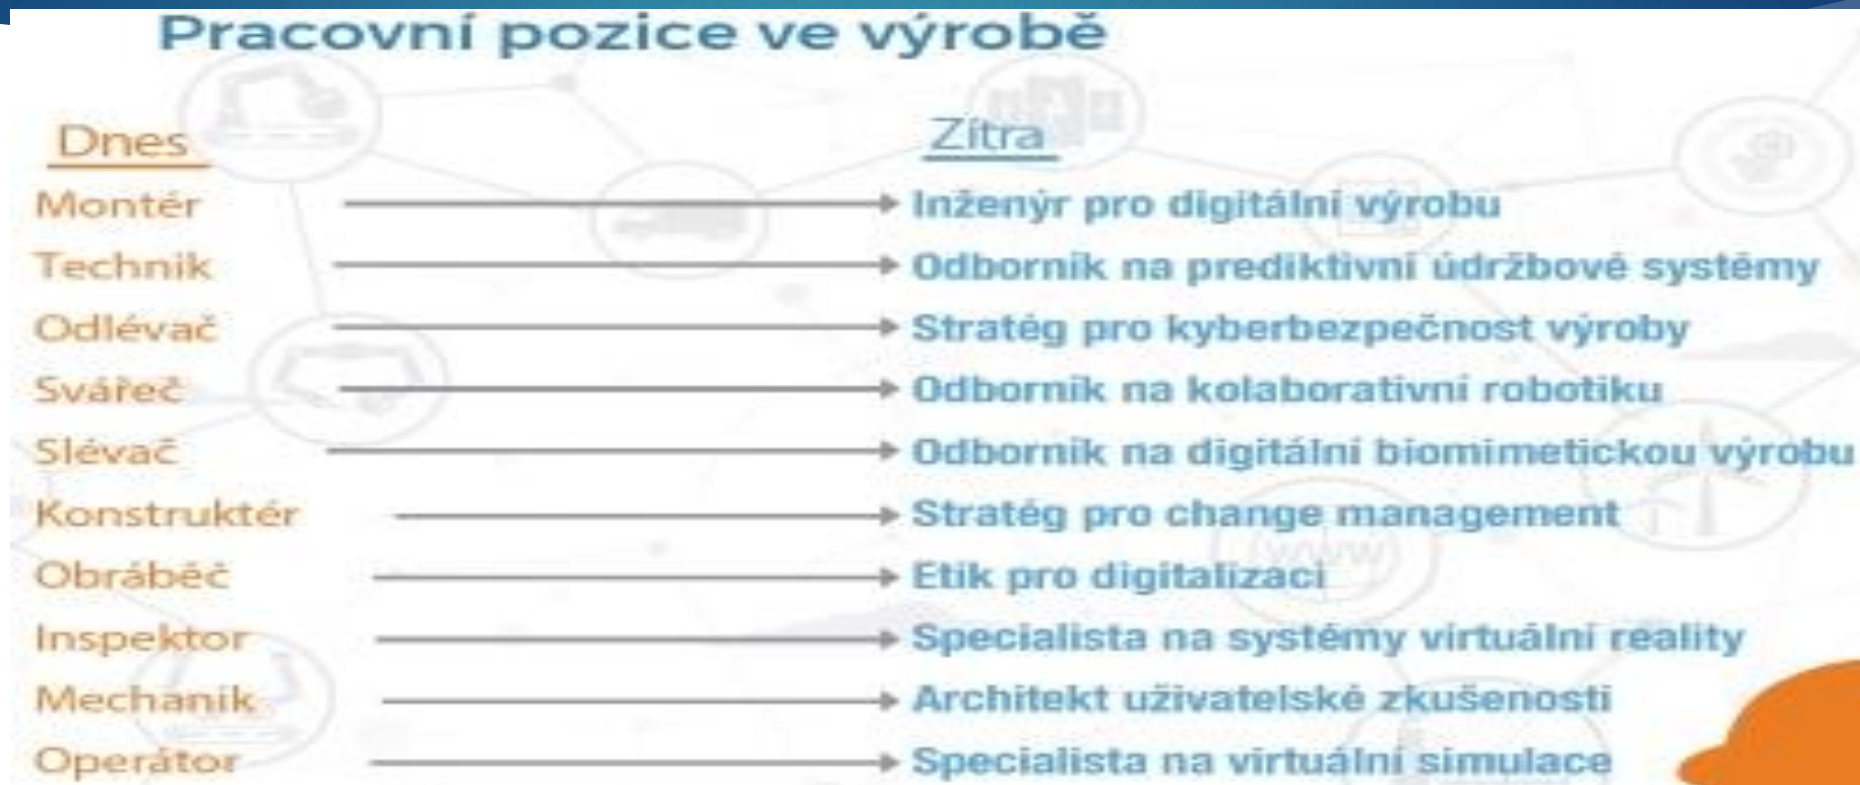 Pracovní pozice ve výrobě
Dnes Zítra
Montér Inženýr pro digitální výrobu
Technik Odborník na prediktivní údržbové systémy
Odlévač Stratég pro kyberbezpečnost výroby
Svářeč Odborník na kolaborativní robotiku
Slévač Odborník na digitální biomimetickou výrobu
Konstruktér Stratég pro change management
Obráběč Etik pro digitalizaci
Inspektor Specialista na systémy virtuální reality
Mechanik Architekt uživatelské zkušenosti
Operátor Specialista na virtuální simulace
(www)